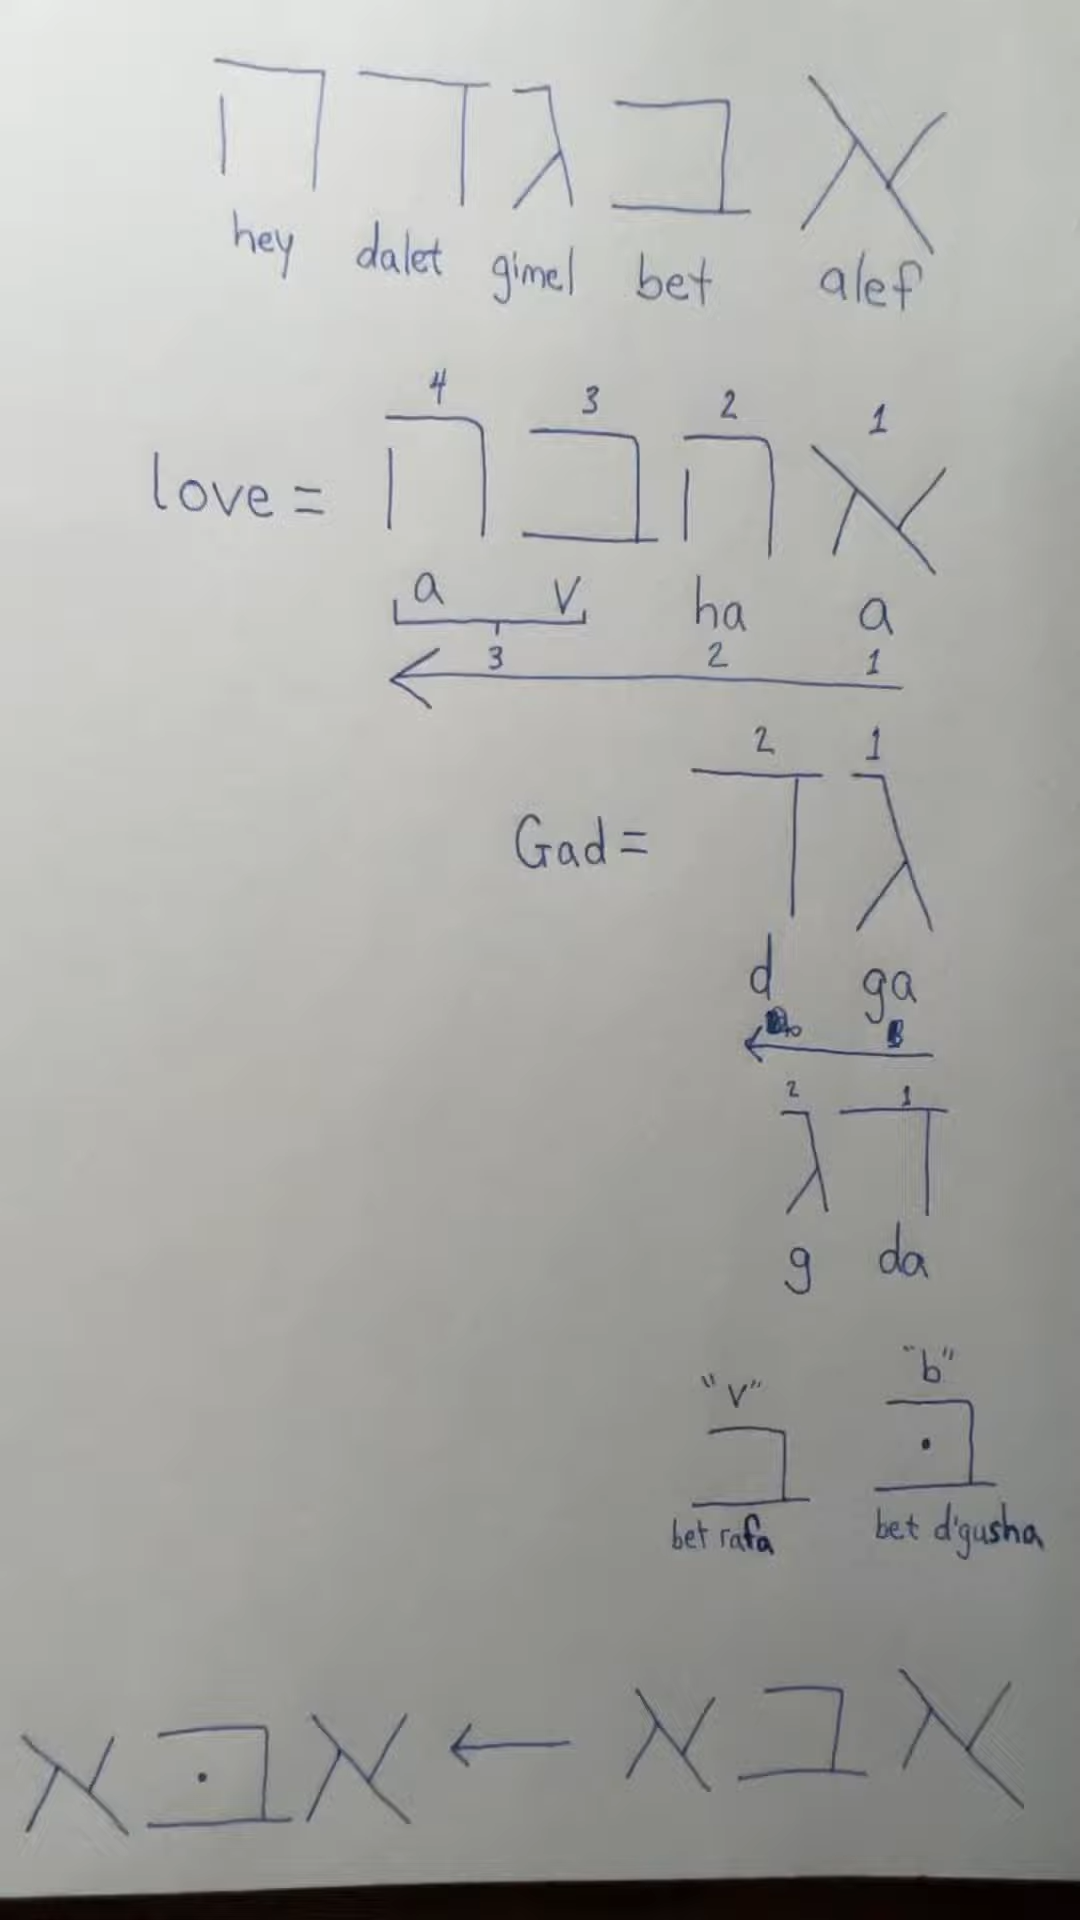 א ב ג ד ה
hey dalet gimel bet alef
4 3 2 1
love = אהבה
a v ha a
3 2 1
2 1
Gad = גד
d ga
2 1
דג
g da
"v" "b"
ב בּ
bet rafa bet d'gusha
אבא ← אבּא